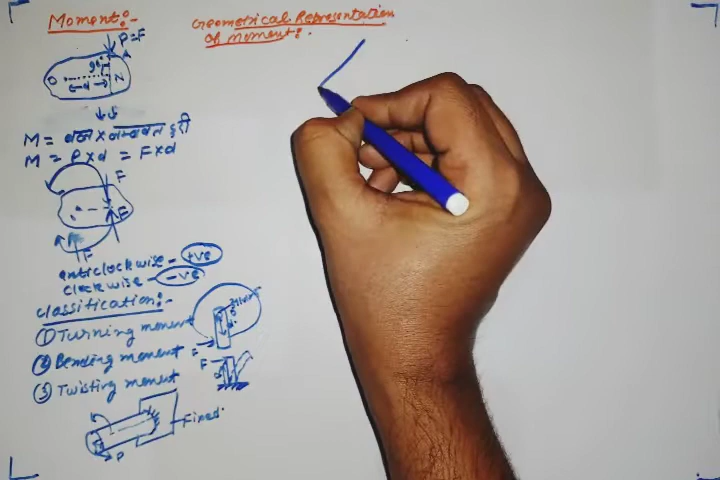 Moment:-
P=F
A
90°
O
d
N
M = बल × लम्बवत दूरी
M = P×d = F×d
F
F
F
anticlockwise - +ve
clockwise - -ve
classification:-
① Turning moment
② Bending moment
F
③ Twisting moment
Fixed
P
Geometrical Representation
Of moment:-